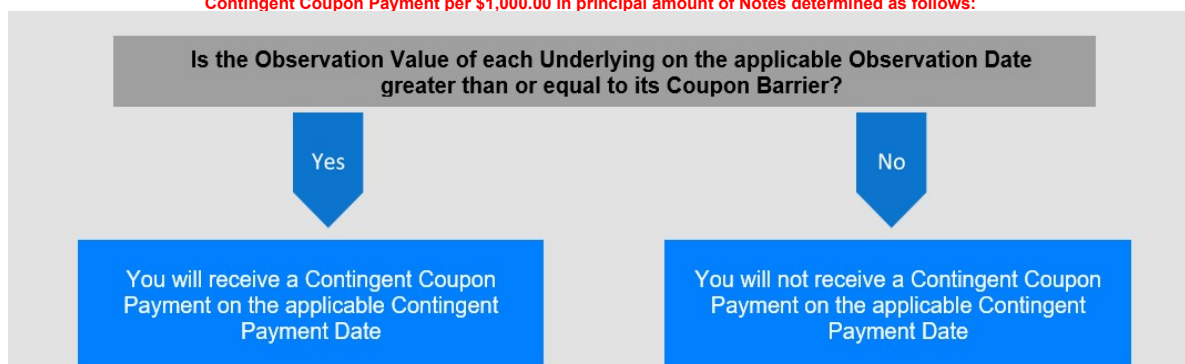 Contingent Coupon Payment per $1,000.00 in principal amount of Notes determined as follows:
Is the Observation Value of each Underlying on the applicable Observation Date
greater than or equal to its Coupon Barrier?
Yes
No
You will receive a Contingent Coupon
Payment on the applicable Contingent
Payment Date
You will not receive a Contingent Coupon
Payment on the applicable Contingent
Payment Date